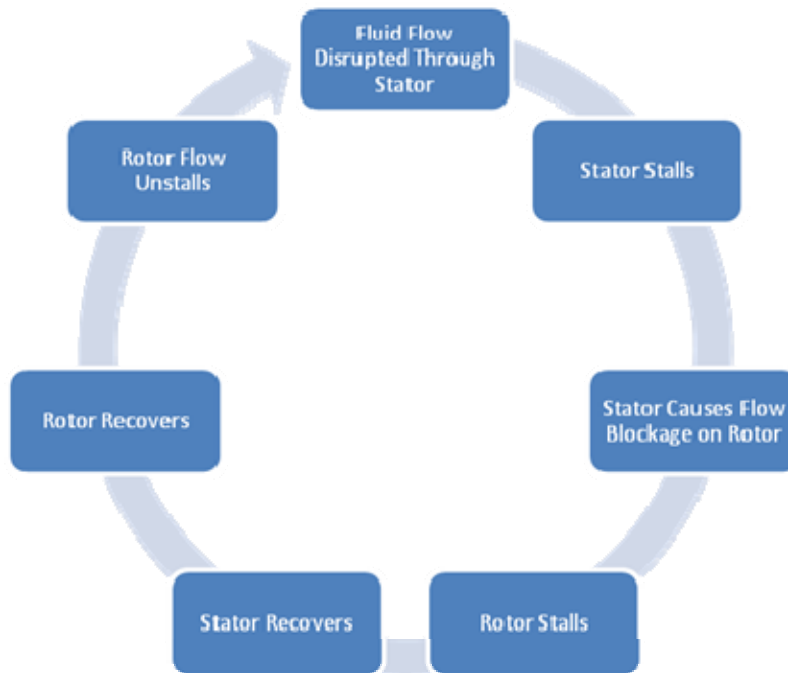 Fluid Flow
Disrupted Through
Stator
Stator Stalls
Stator Causes Flow
Blockage on Rotor
Rotor Stalls
Stator Recovers
Rotor Recovers
Rotor Flow
Unstalls